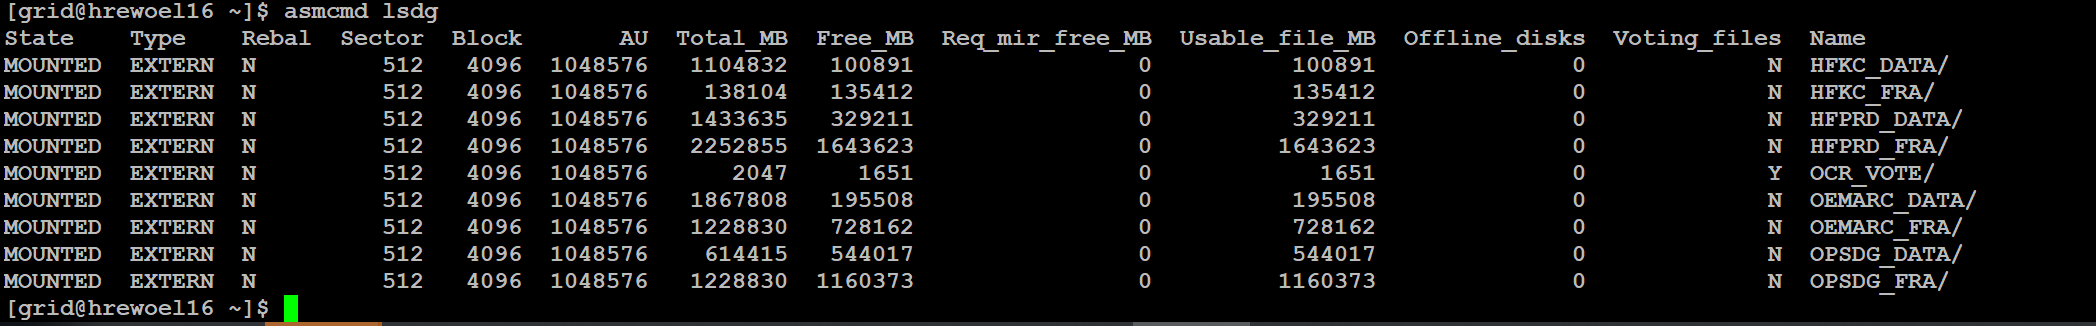 [grid@hrewoel16 ~]$ asmcmd lsdg
State    Type    Rebal  Sector  Block       AU  Total_MB  Free_MB  Req_mir_free_MB  Usable_file_MB  Offline_disks  Voting_files  Name
MOUNTED  EXTERN  N         512   4096  1048576   1104832   100891                0          100891              0             N  HFKC_DATA/
MOUNTED  EXTERN  N         512   4096  1048576    138104   135412                0          135412              0             N  HFKC_FRA/
MOUNTED  EXTERN  N         512   4096  1048576   1433635   329211                0          329211              0             N  HFPRD_DATA/
MOUNTED  EXTERN  N         512   4096  1048576   2252855  1643623                0         1643623              0             N  HFPRD_FRA/
MOUNTED  EXTERN  N         512   4096  1048576      2047     1651                0            1651              0             Y  OCR_VOTE/
MOUNTED  EXTERN  N         512   4096  1048576   1867808   195508                0          195508              0             N  OEMARC_DATA/
MOUNTED  EXTERN  N         512   4096  1048576   1228830   728162                0          728162              0             N  OEMARC_FRA/
MOUNTED  EXTERN  N         512   4096  1048576    614415   544017                0          544017              0             N  OPSDG_DATA/
MOUNTED  EXTERN  N         512   4096  1048576   1228830  1160373                0         1160373              0             N  OPSDG_FRA/
[grid@hrewoel16 ~]$